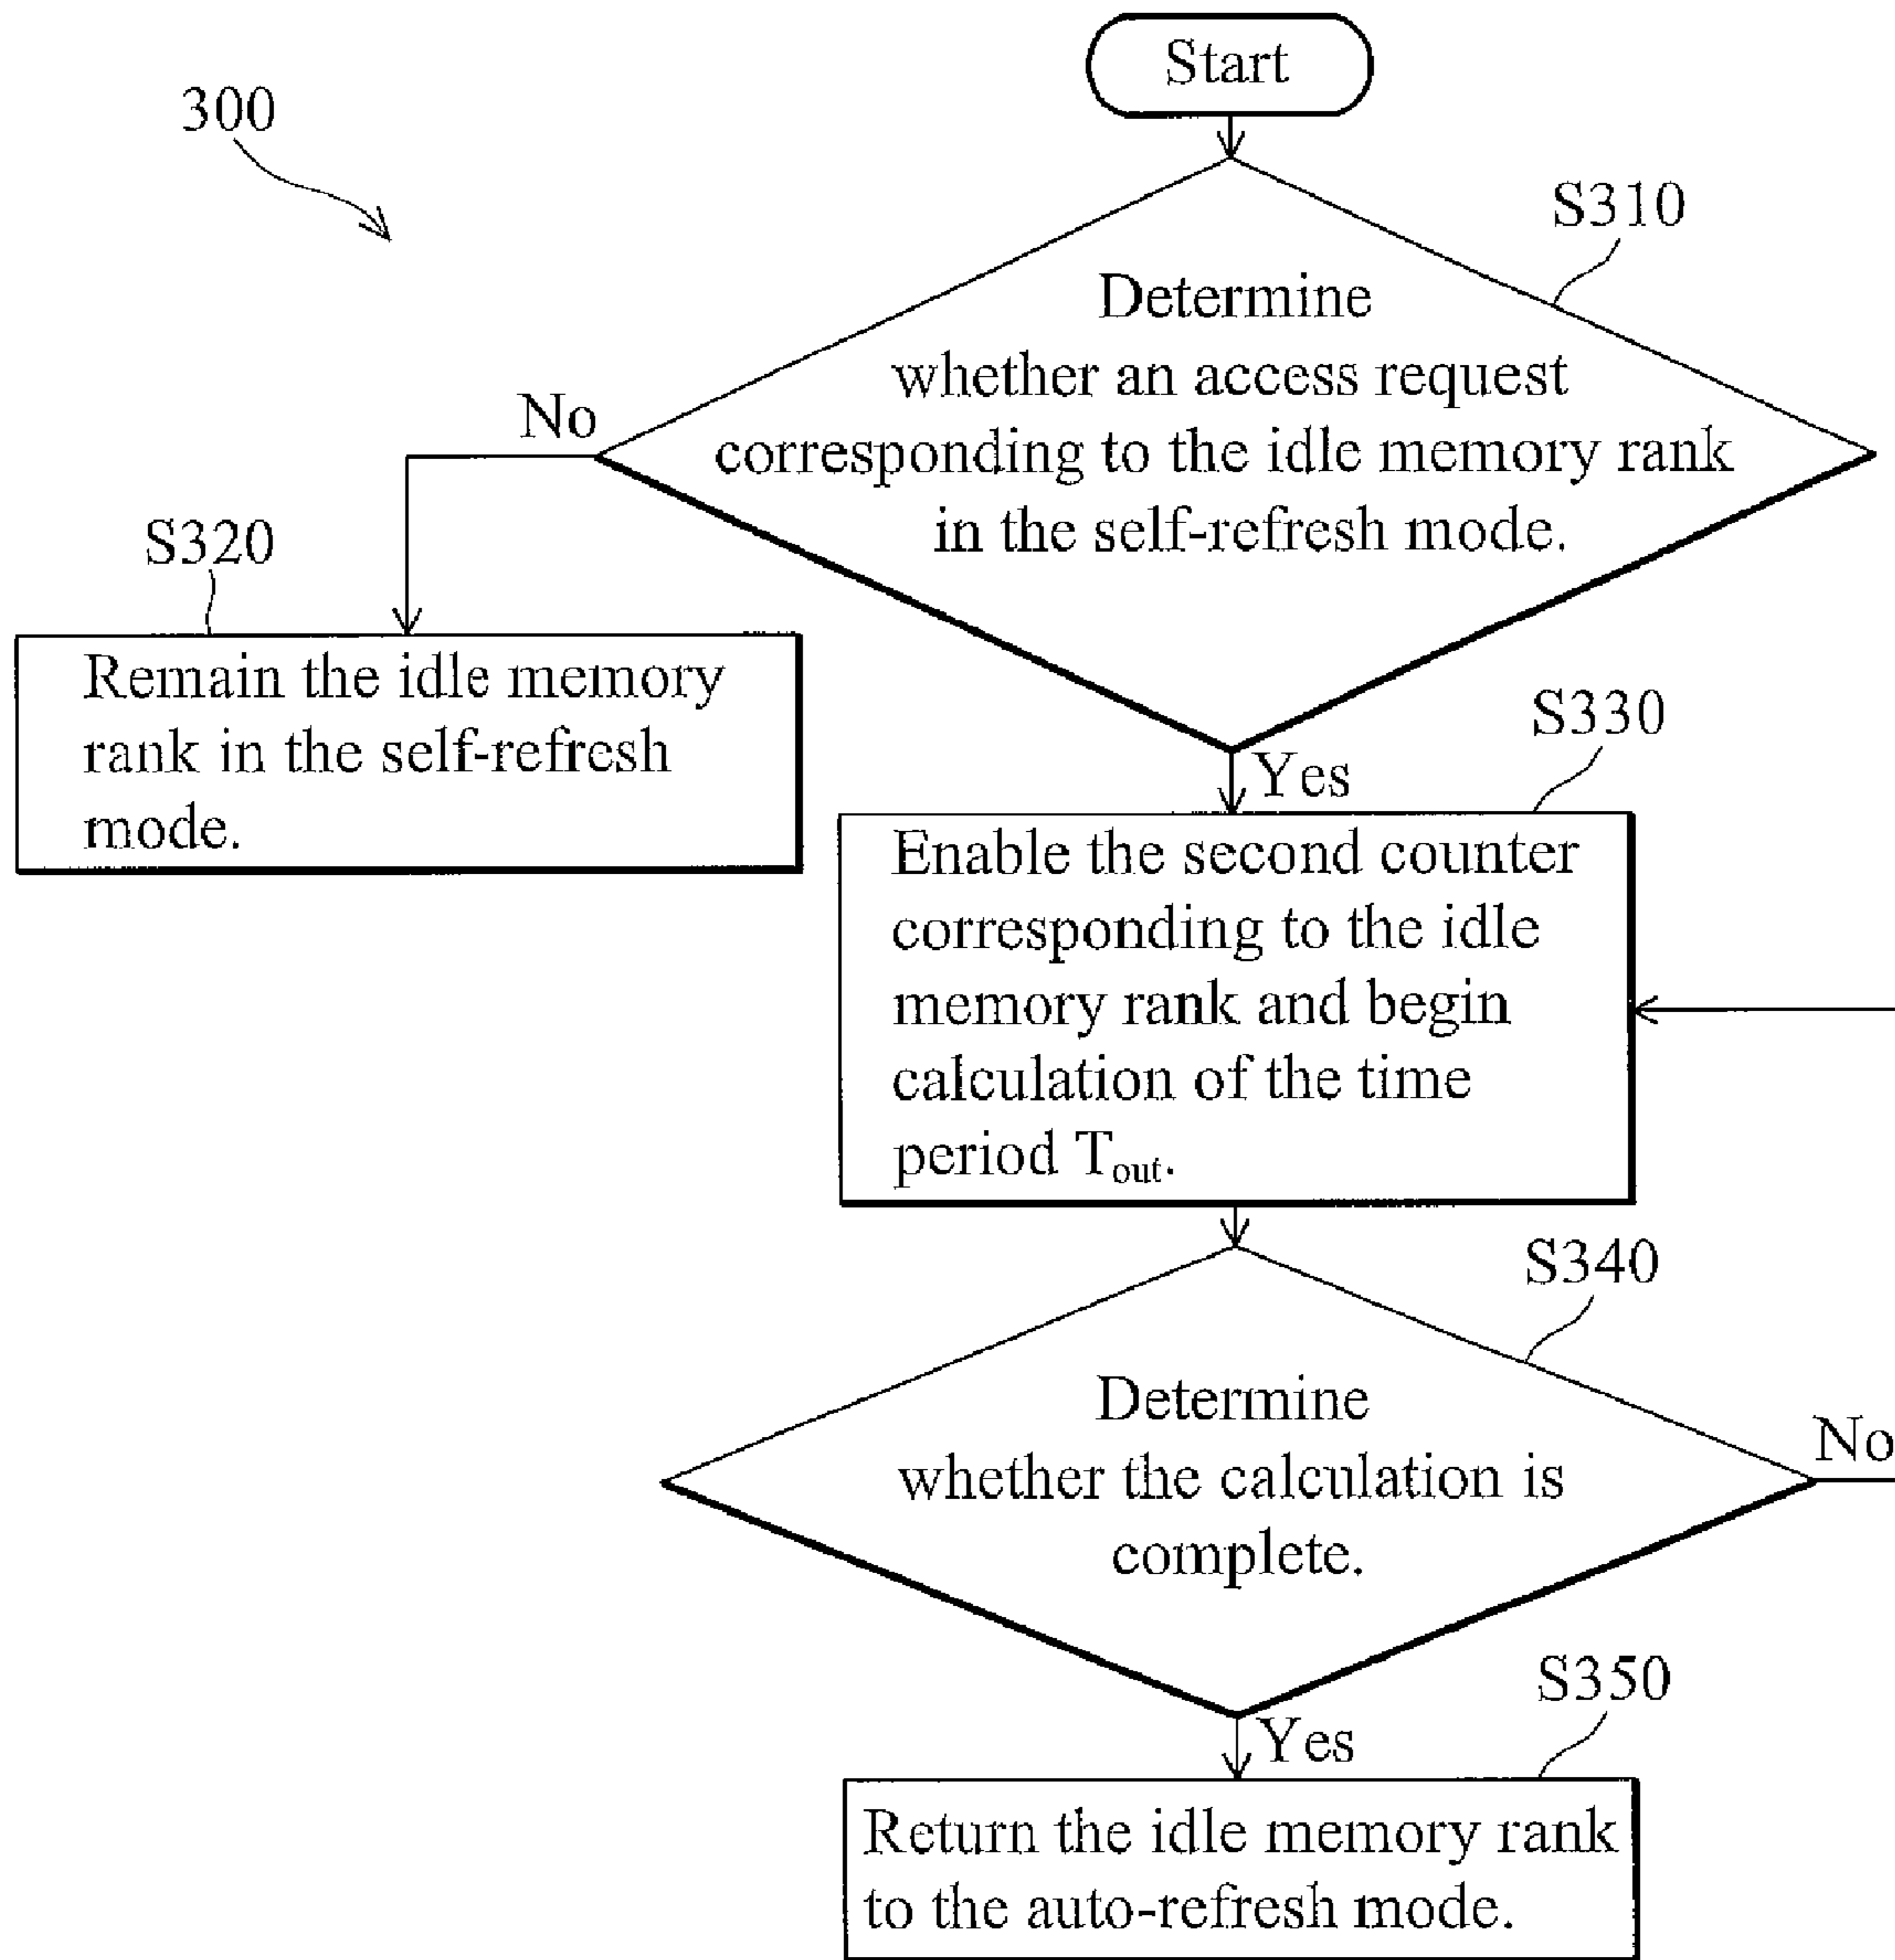 Start
300
S310
Determine
whether an access request
corresponding to the idle memory rank
in the self-refresh mode.
No
S320
Remain the idle memory
rank in the self-refresh
mode.
Yes
S330
Enable the second counter
corresponding to the idle
memory rank and begin
calculation of the time
period Tout.
S340
Determine
whether the calculation is
complete.
No
Yes
S350
Return the idle memory rank
to the auto-refresh mode.